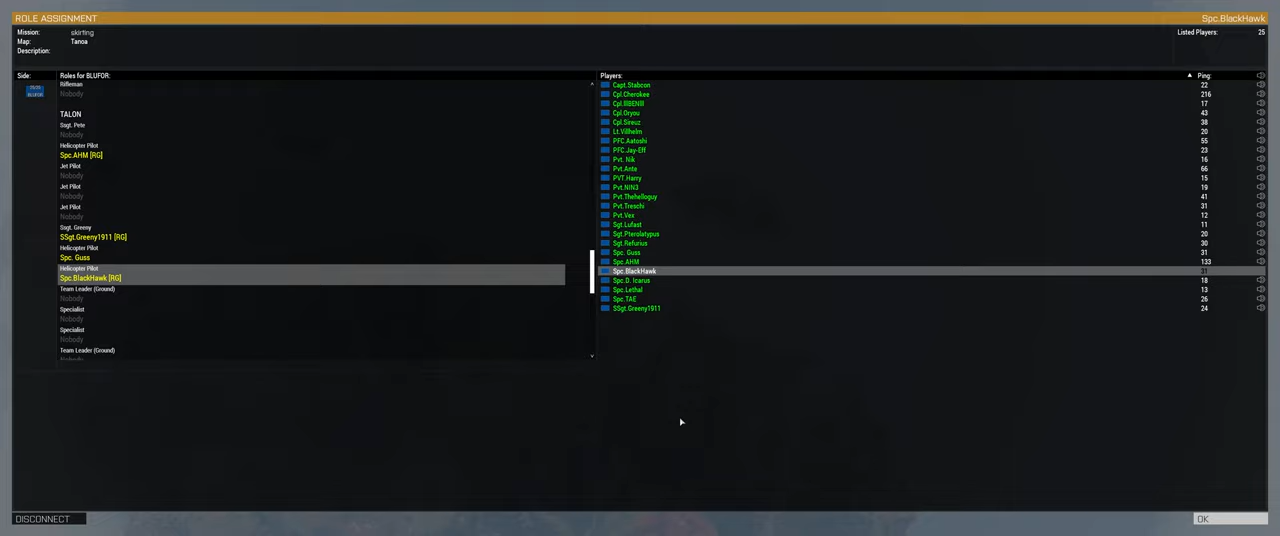 ROLE ASSIGNMENT
Spc.BlackHawk
Mission: skirting
Map: Tanoa
Description:
Listed Players: 25
Side:
BLUFOR
Roles for BLUFOR:
Rifleman
Nobody
TALON
Ssgt. Pete
Nobody
Helicopter Pilot
Spc.AHM [RG]
Jet Pilot
Nobody
Jet Pilot
Nobody
Jet Pilot
Nobody
Ssgt. Greeny
SSgt.Greeny1911 [RG]
Helicopter Pilot
Spc. Guss
Helicopter Pilot
Spc.BlackHawk [RG]
Team Leader (Ground)
Nobody
Specialist
Nobody
Specialist
Nobody
Team Leader (Ground)
Nobody
Players: Ping:
Capt.Stabcon 22
Cpl.Cherokee 216
Cpl.lllBENlll 17
Cpl.Oryou 43
Cpl.Sireuz 38
Lt.Villhelm 20
PFC.Aatoshi 55
PFC.Jay-Eff 23
Pvt. Nik 16
Pvt.Ante 66
PVT.Harry 15
Pvt.NIN3 19
Pvt.Thehelloguy 41
Pvt.Treschi 31
Pvt.Vex 12
Sgt.Lufast 11
Sgt.Pterolatypus 20
Sgt.Refurius 30
Spc. Guss 31
Spc.AHM 133
Spc.BlackHawk 31
Spc.D. Icarus 18
Spc.Lethal 13
Spc.TAE 26
SSgt.Greeny1911 24
DISCONNECT
OK